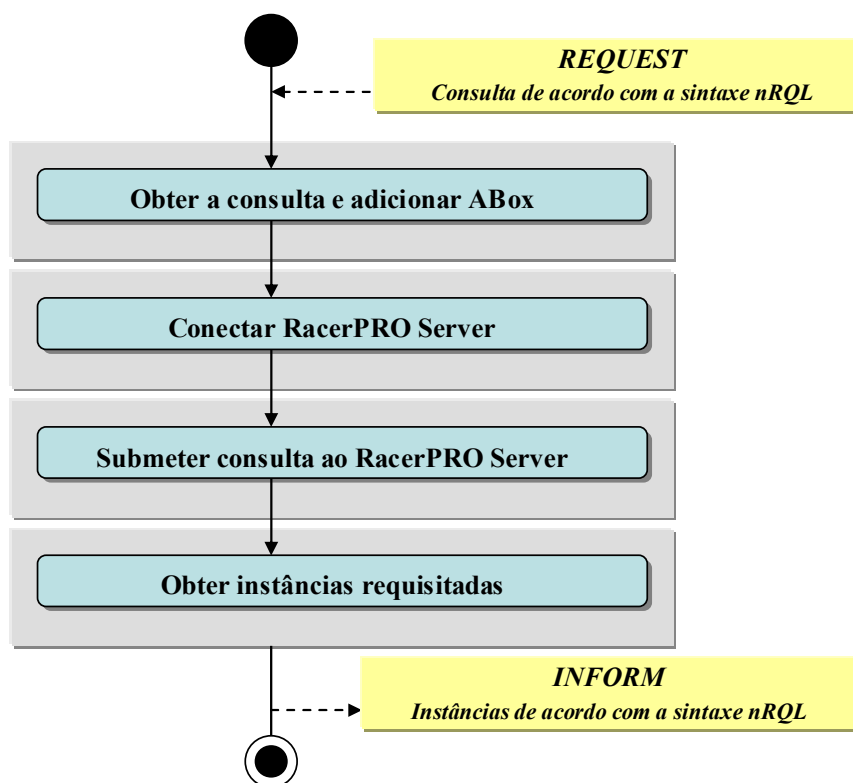 REQUEST
Consulta de acordo com a sintaxe nRQL
Obter a consulta e adicionar ABox
Conectar RacerPRO Server
Submeter consulta ao RacerPRO Server
Obter instâncias requisitadas
INFORM
Instâncias de acordo com a sintaxe nRQL